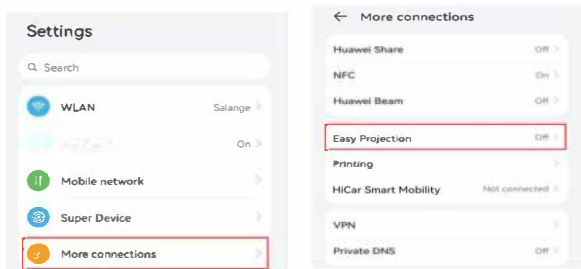 Settings
Search
WLAN Salange
On
Mobile network
Super Device
More connections
← More connections
Huawei Share Off
NFC On
Huawei Beam Off
Easy Projection Off
Printing
HiCar Smart Mobility Not connected
VPN
Private DNS Off